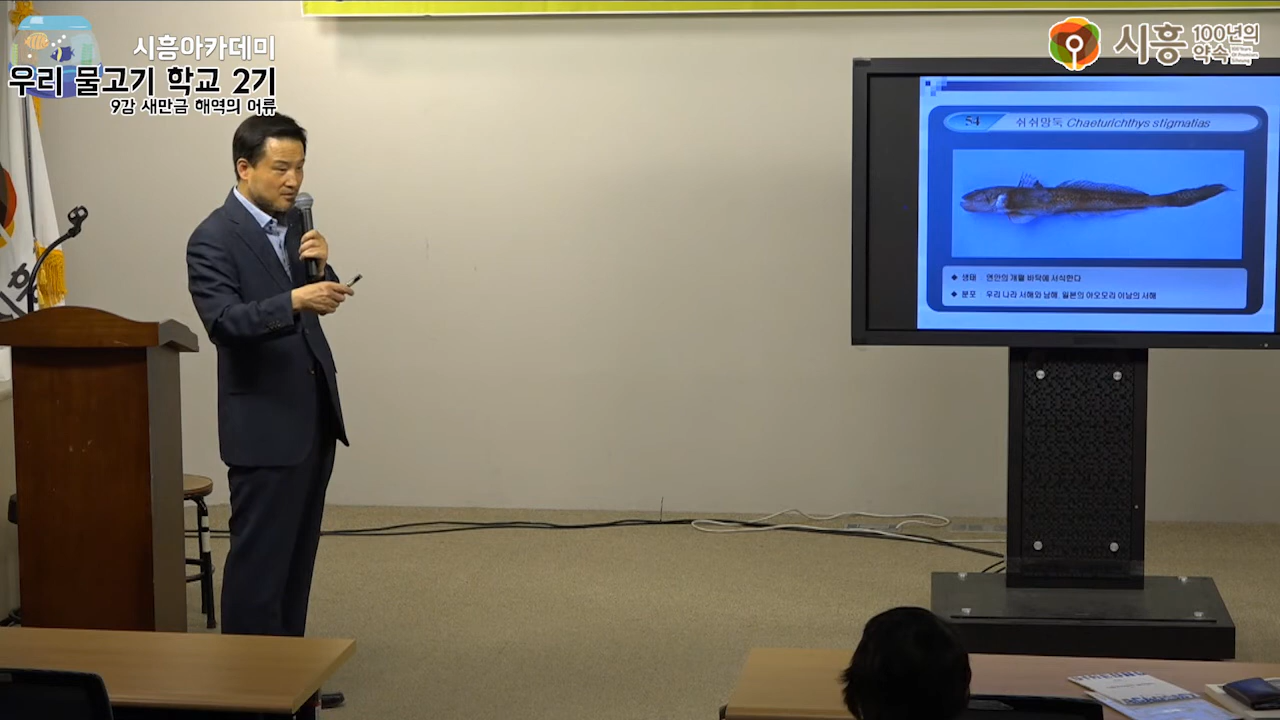 시흥아카데미
우리 물고기 학교 2기
9강 새만금 해역의 어류
시흥 100년의 약속
54 쉬쉬망둑 Chaeturichthys stigmatias
◆ 생태 연안의 개펄 바닥에 서식한다
◆ 분포 우리 나라 서해와 남해, 일본의 아오모리 이남의 서해